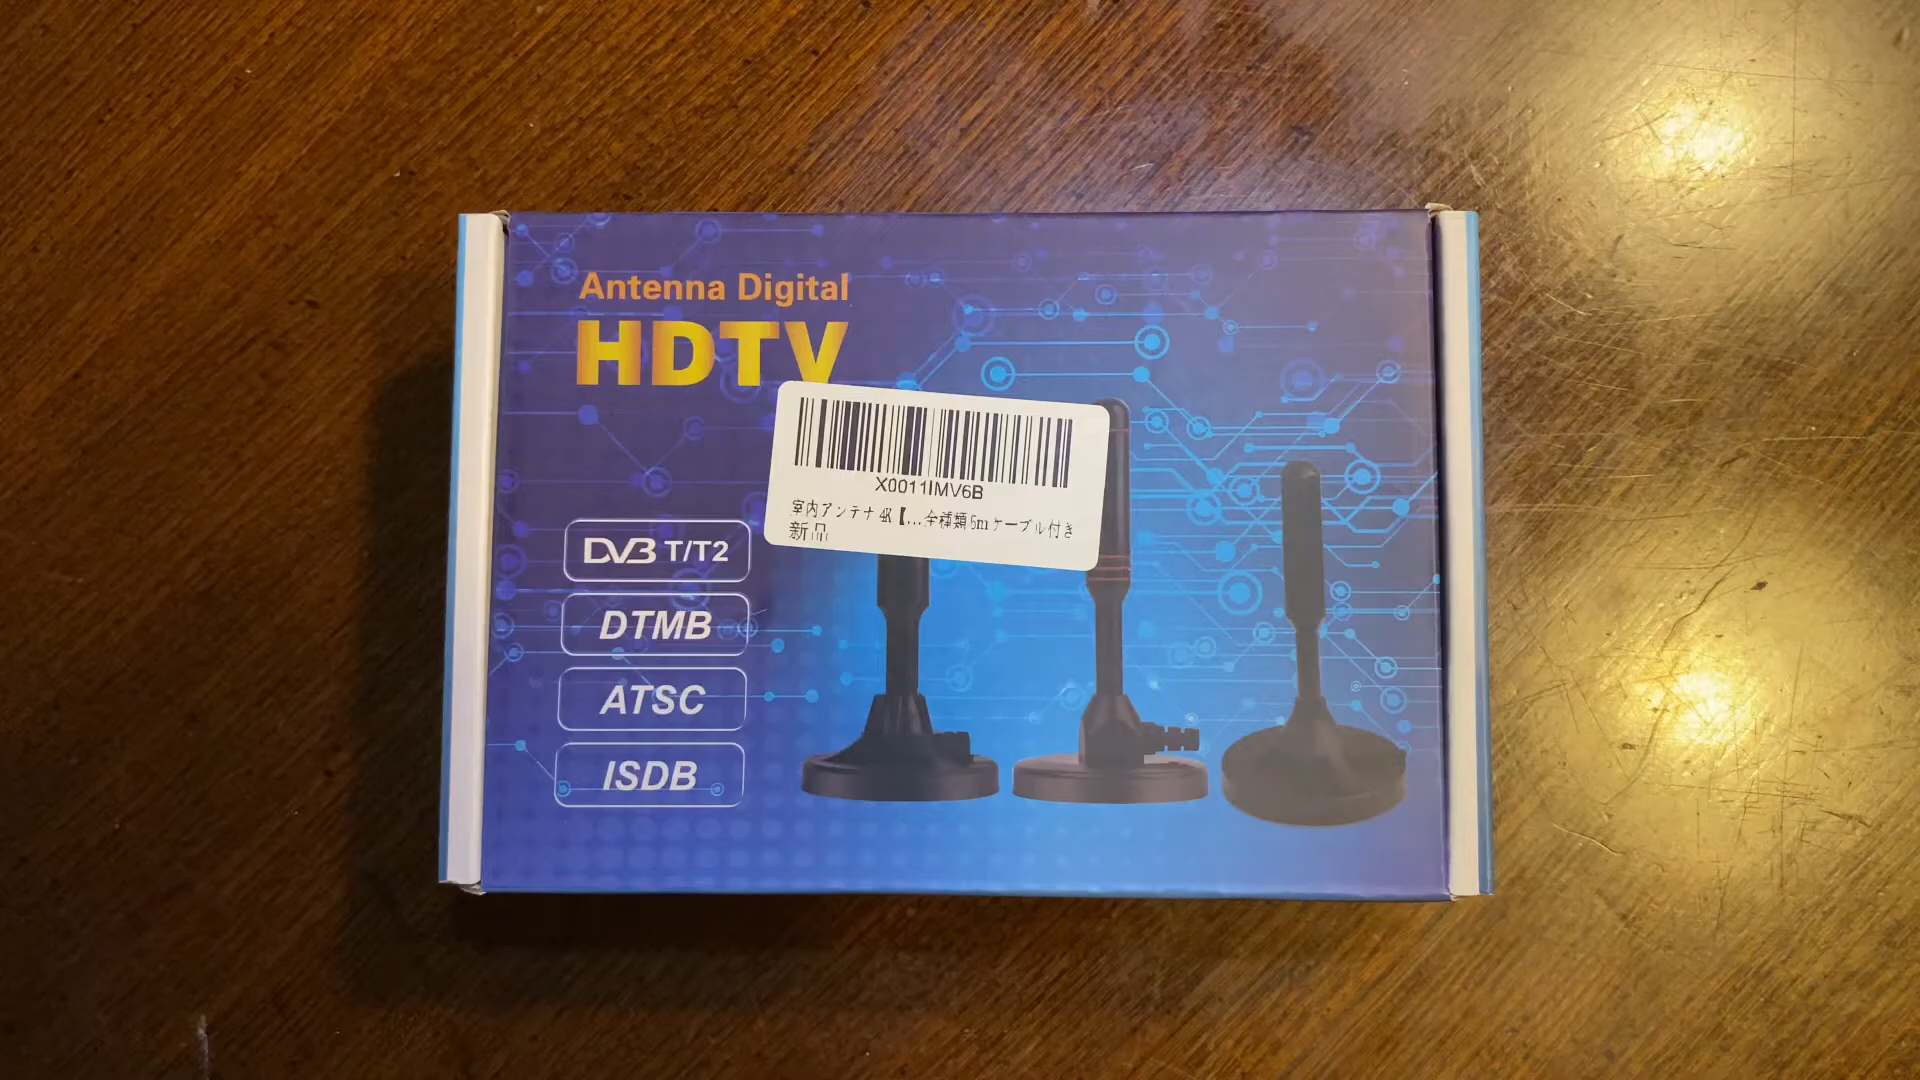 Antenna Digital
HDTV
X0011IMV6B
室内アンテナ 4K【...全種類 5m ケーブル付き
新品
DVB T/T2
DTMB
ATSC
ISDB